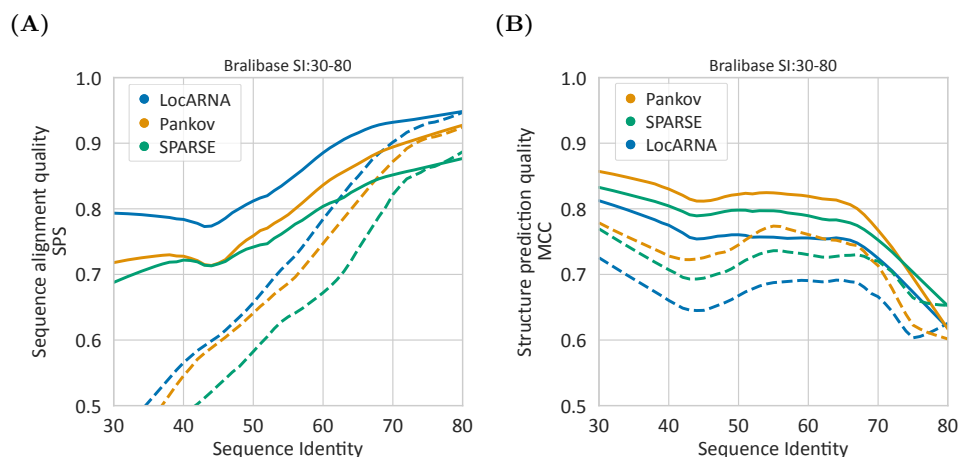 (A)
Bralibase SI:30-80
1.0
0.9
0.8
0.7
0.6
0.5
Sequence alignment quality
SPS
LocARNA
Pankov
SPARSE
30 40 50 60 70 80
Sequence Identity
(B)
Bralibase SI:30-80
1.0
0.9
0.8
0.7
0.6
0.5
Structure prediction quality
MCC
Pankov
SPARSE
LocARNA
30 40 50 60 70 80
Sequence Identity